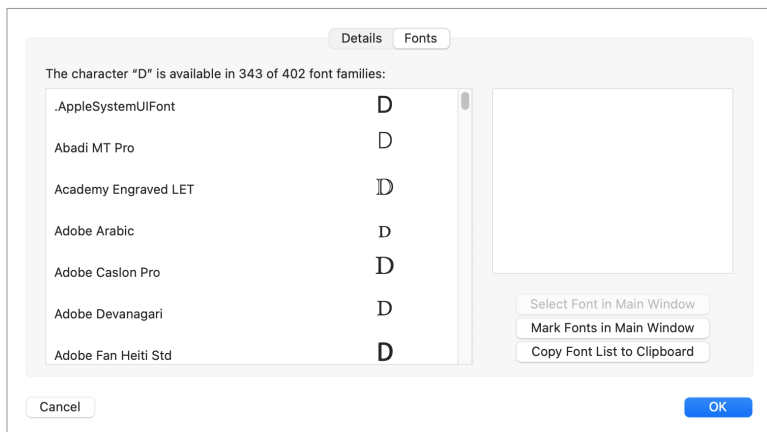 Details Fonts
The character “D” is available in 343 of 402 font families:
.AppleSystemUIFont D
Abadi MT Pro D
Academy Engraved LET D
Adobe Arabic D
Adobe Caslon Pro D
Adobe Devanagari D
Adobe Fan Heiti Std D
Select Font in Main Window
Mark Fonts in Main Window
Copy Font List to Clipboard
Cancel OK